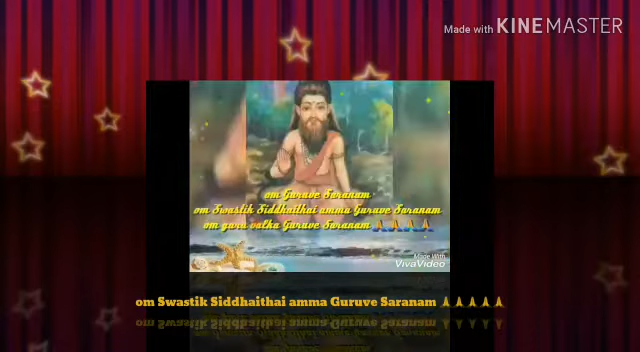 Made with KINEMASTER
om Guruve Saranam
om Swastik Siddhaithai amma Guruve Saranam
om guru valka Guruve Saranam 🙏🙏🙏🙏
Made With
VivaVideo
om Swastik Siddhaithai amma Guruve Saranam 🙏🙏🙏🙏🙏